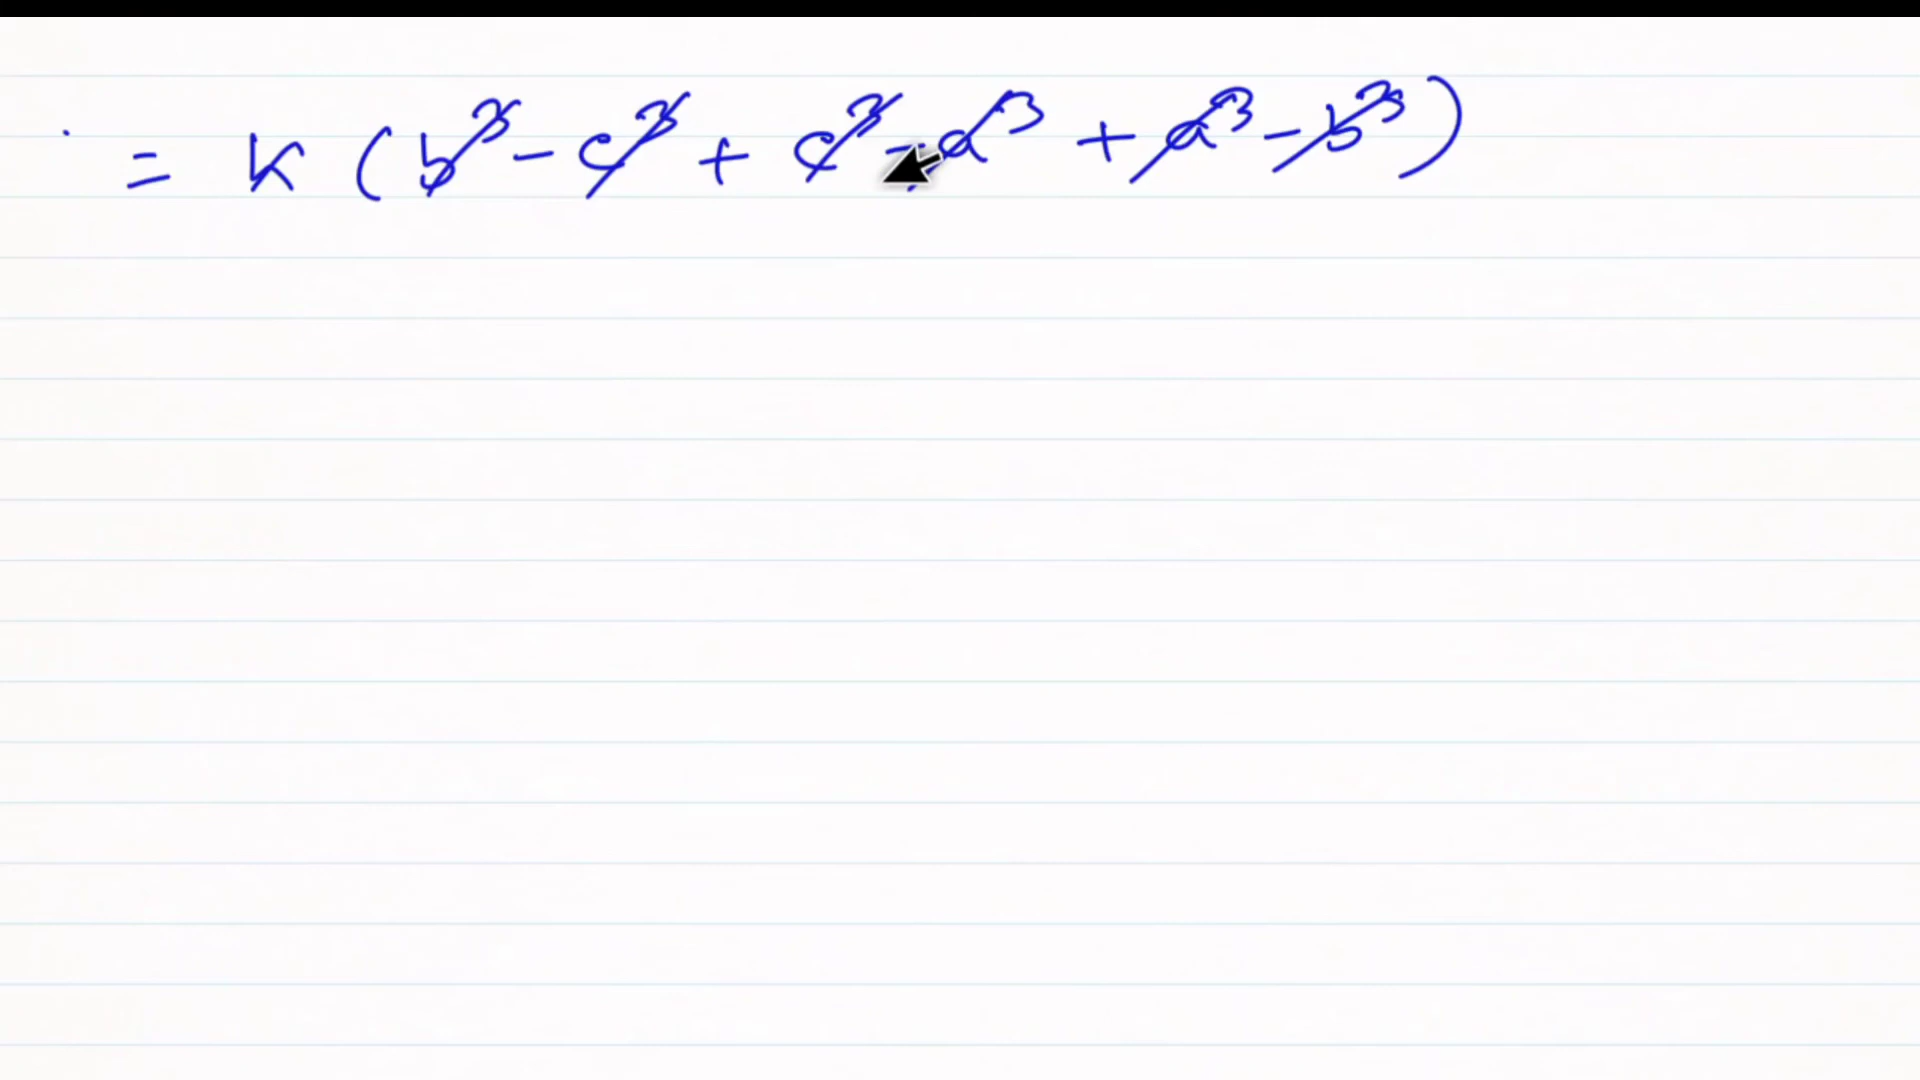 = k (b³ - c³ + c³ - a³ + a³ - b³)